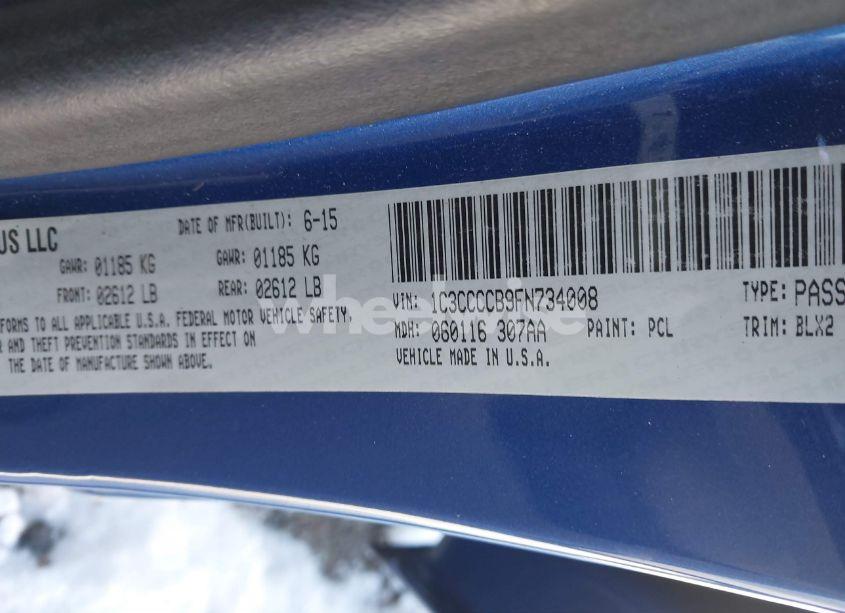 US LLC
DATE OF MFR(BUILT): 6-15
GAWR: 01185 KG
GAWR: 01185 KG
FRONT: 02612 LB
REAR: 02612 LB
FORMS TO ALL APPLICABLE U.S.A. FEDERAL MOTOR VEHICLE SAFETY,
R AND THEFT PREVENTION STANDARDS IN EFFECT ON
THE DATE OF MANUFACTURE SHOWN ABOVE.
VIN: 1C3CCCCB9FN734008
TYPE: PASS
MDH: 060116 307AA
PAINT: PCL
TRIM: BLX2
VEHICLE MADE IN U.S.A.